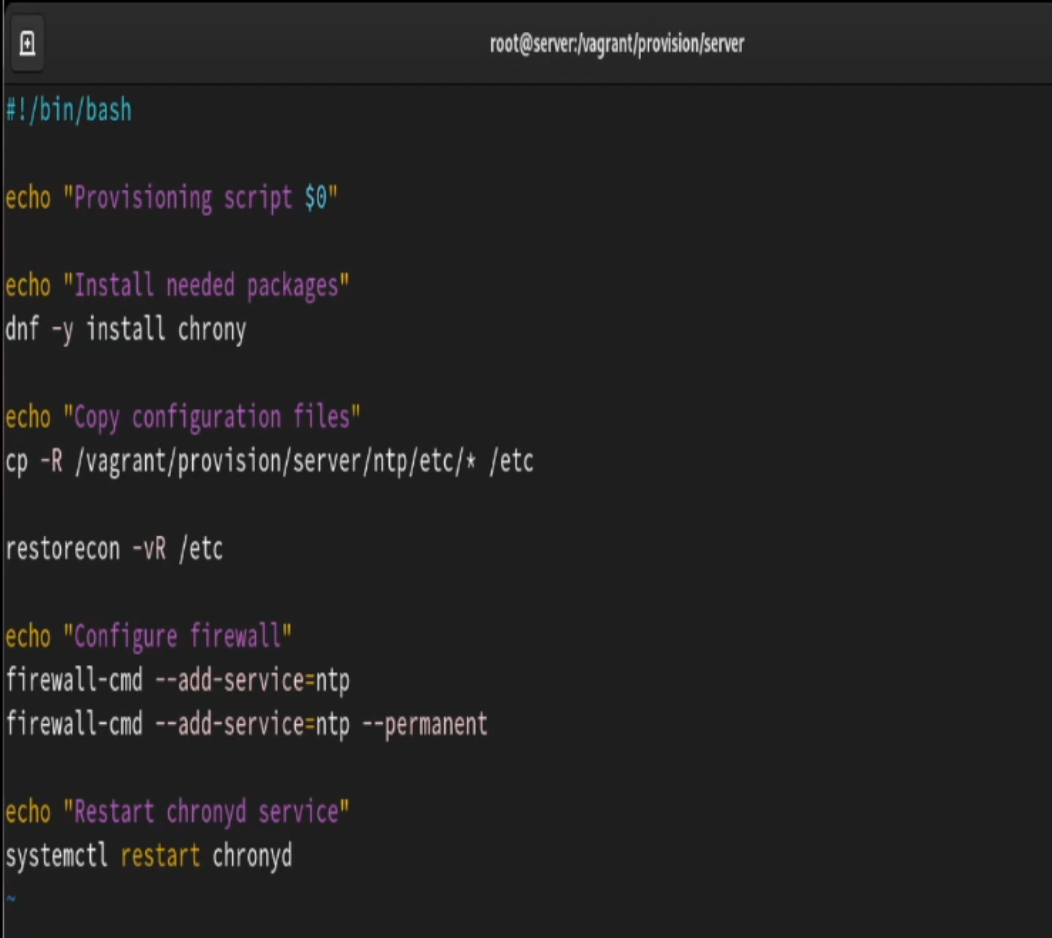 root@server:/vagrant/provision/server
#!/bin/bash
echo "Provisioning script $0"
echo "Install needed packages"
dnf -y install chrony
echo "Copy configuration files"
cp -R /vagrant/provision/server/ntp/etc/* /etc
restorecon -vR /etc
echo "Configure firewall"
firewall-cmd --add-service=ntp
firewall-cmd --add-service=ntp --permanent
echo "Restart chronyd service"
systemctl restart chronyd
~